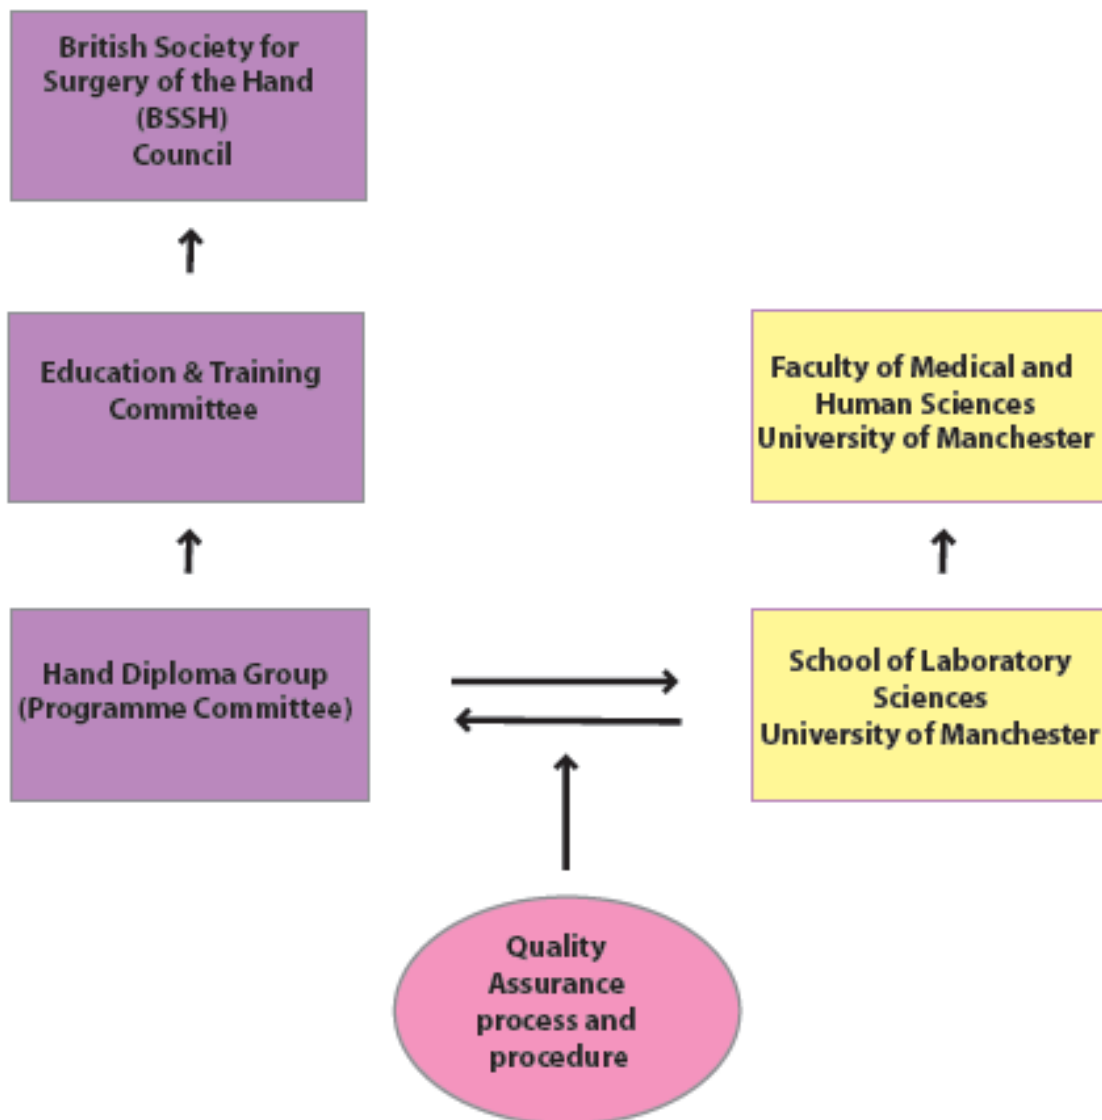 British Society for
Surgery of the Hand
(BSSH)
Council
Education & Training
Committee
Faculty of Medical and
Human Sciences
University of Manchester
Hand Diploma Group
(Programme Committee)
School of Laboratory
Sciences
University of Manchester
Quality
Assurance
process and
procedure